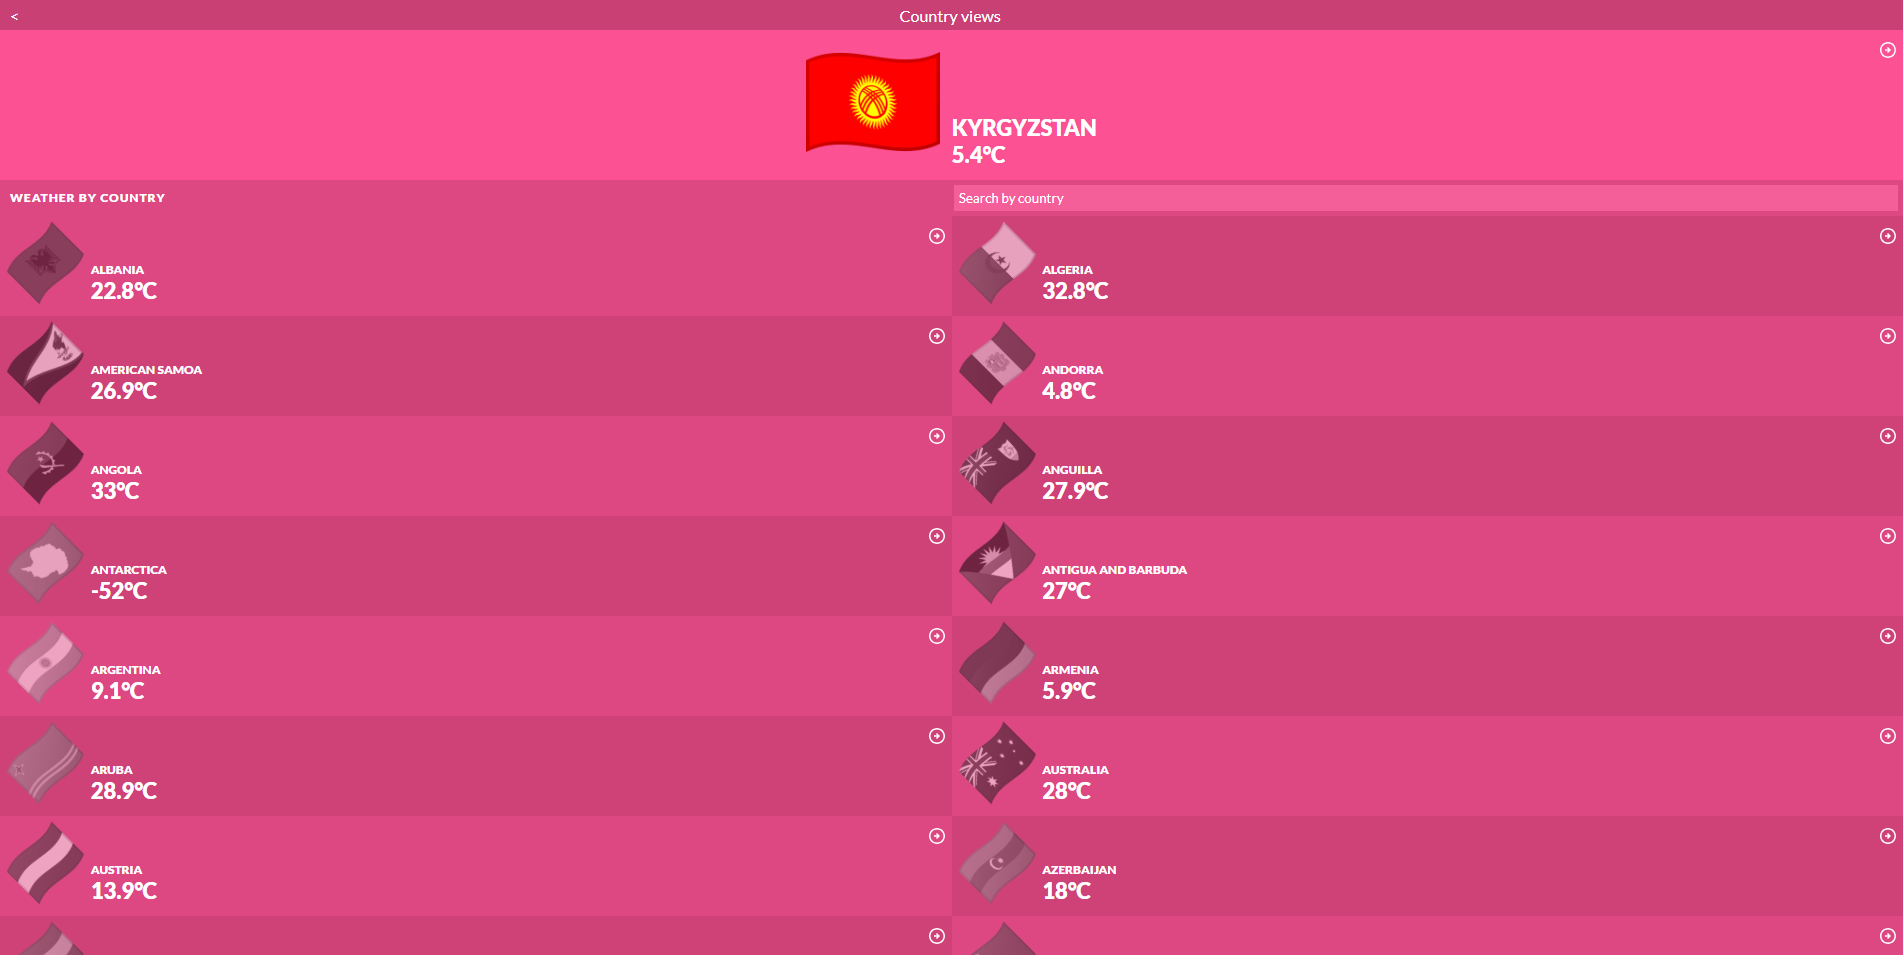 <
Country views
KYRGYZSTAN
5.4°C
WEATHER BY COUNTRY
Search by country
ALBANIA
22.8°C
ALGERIA
32.8°C
AMERICAN SAMOA
26.9°C
ANDORRA
4.8°C
ANGOLA
33°C
ANGUILLA
27.9°C
ANTARCTICA
-52°C
ANTIGUA AND BARBUDA
27°C
ARGENTINA
9.1°C
ARMENIA
5.9°C
ARUBA
28.9°C
AUSTRALIA
28°C
AUSTRIA
13.9°C
AZERBAIJAN
18°C